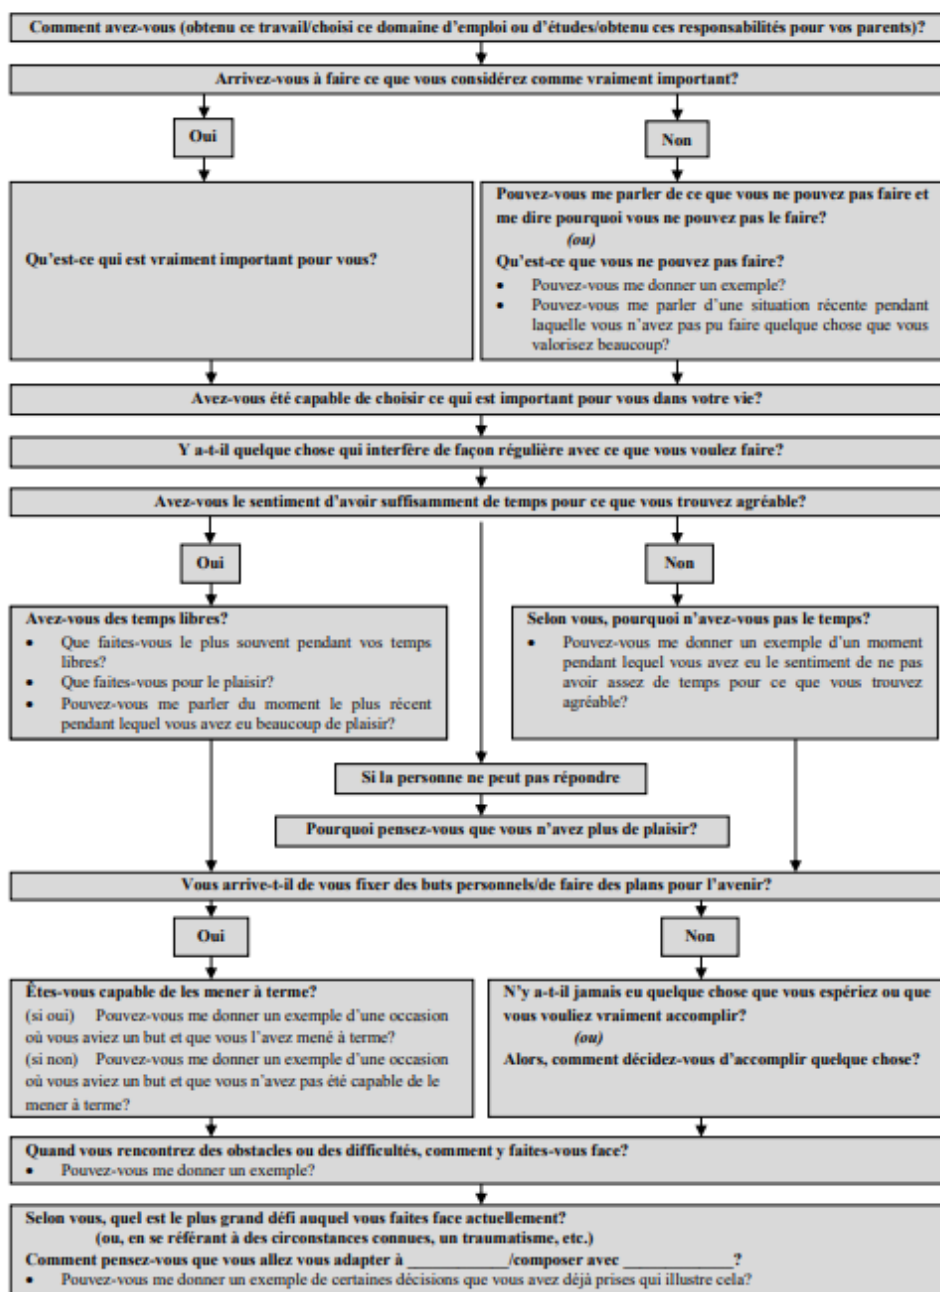 Comment avez-vous (obtenu ce travail/choisi ce domaine d'emploi ou d'études/obtenu ces responsabilités pour vos parents)?
Arrivez-vous à faire ce que vous considérez comme vraiment important?
Oui
Non
Qu'est-ce qui est vraiment important pour vous?
Pouvez-vous me parler de ce que vous ne pouvez pas faire et
me dire pourquoi vous ne pouvez pas le faire?
(ou)
Qu'est-ce que vous ne pouvez pas faire?
• Pouvez-vous me donner un exemple?
• Pouvez-vous me parler d'une situation récente pendant
laquelle vous n'avez pas pu faire quelque chose que vous
valorisez beaucoup?
Avez-vous été capable de choisir ce qui est important pour vous dans votre vie?
Y a-t-il quelque chose qui interfère de façon régulière avec ce que vous voulez faire?
Avez-vous le sentiment d'avoir suffisamment de temps pour ce que vous trouvez agréable?
Oui
Non
Avez-vous des temps libres?
• Que faites-vous le plus souvent pendant vos temps
libres?
• Que faites-vous pour le plaisir?
• Pouvez-vous me parler du moment le plus récent
pendant lequel vous avez eu beaucoup de plaisir?
Selon vous, pourquoi n'avez-vous pas le temps?
• Pouvez-vous me donner un exemple d'un moment
pendant lequel vous avez eu le sentiment de ne pas
avoir assez de temps pour ce que vous trouvez
agréable?
Si la personne ne peut pas répondre
Pourquoi pensez-vous que vous n'avez plus de plaisir?
Vous arrive-t-il de vous fixer des buts personnels/de faire des plans pour l'avenir?
Oui
Non
Êtes-vous capable de les mener à terme?
(si oui) Pouvez-vous me donner un exemple d'une occasion
où vous aviez un but et que vous l'avez mené à terme?
(si non) Pouvez-vous me donner un exemple d'une occasion
où vous aviez un but et que vous n'avez pas été capable de le
mener à terme?
N'y a-t-il jamais eu quelque chose que vous espériez ou que
vous vouliez vraiment accomplir?
(ou)
Alors, comment décidez-vous d'accomplir quelque chose?
Quand vous rencontrez des obstacles ou des difficultés, comment y faites-vous face?
• Pouvez-vous me donner un exemple?
Selon vous, quel est le plus grand défi auquel vous faites face actuellement?
(ou, en se référant à des circonstances connues, un traumatisme, etc.)
Comment pensez-vous que vous allez vous adapter à ____________/composer avec _____________?
• Pouvez-vous me donner un exemple de certaines décisions que vous avez déjà prises qui illustre cela?